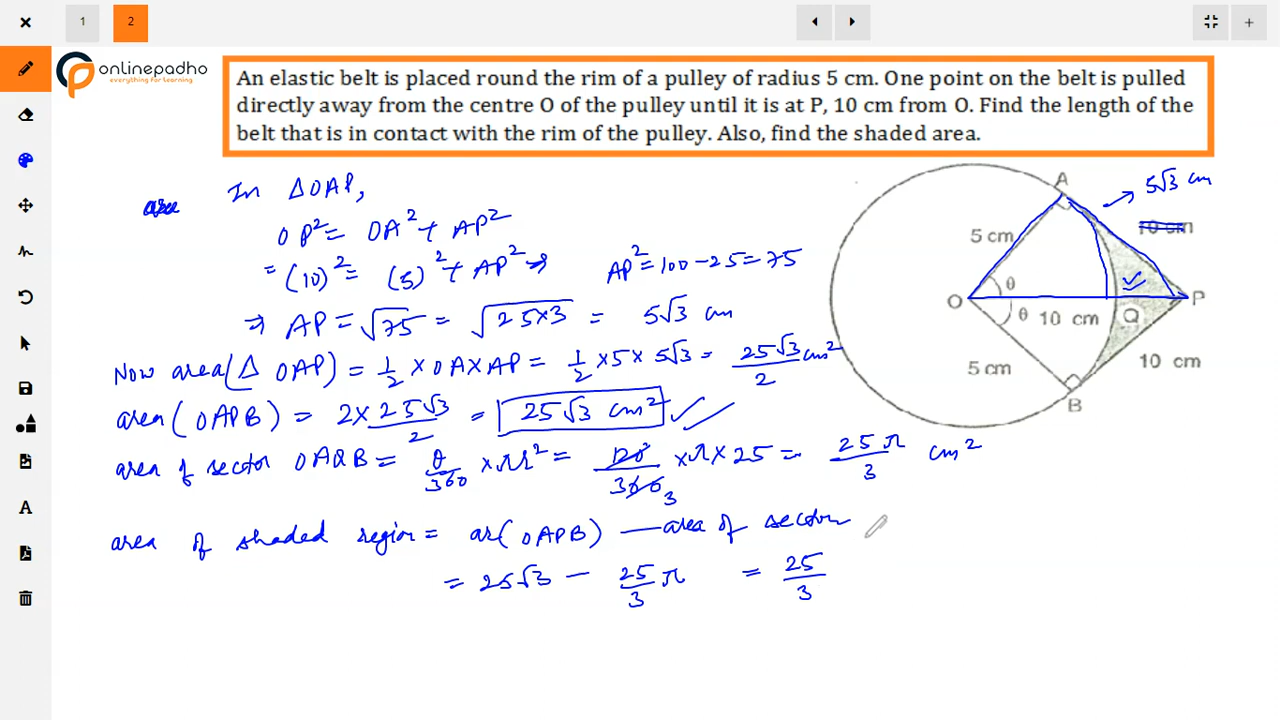 1
2
onlinepadho
everything for learning
An elastic belt is placed round the rim of a pulley of radius 5 cm. One point on the belt is pulled
directly away from the centre O of the pulley until it is at P, 10 cm from O. Find the length of the
belt that is in contact with the rim of the pulley. Also, find the shaded area.
In ΔOAP,
OP² = OA² + AP²
= (10)² = (5)² + AP² ⇒ AP² = 100 - 25 = 75
⇒ AP = √75 = √25×3 = 5√3 cm
Now area(Δ OAP) = 1/2 × OA × AP = 1/2 × 5 × 5√3 = 25√3/2 cm²
area (OAPB) = 2 × 25√3/2 = 25√3 cm²
area of sector OAQB = θ/360 × πr² = 120/360 3 × π × 25 = 25π/3 cm²
area of shaded region = ar(OAPB) — area of sector
= 25√3 - 25/3 π = 25/3
A
5√3 cm
10 cm
5 cm
θ
O
P
θ
10 cm
Q
5 cm
10 cm
B
A